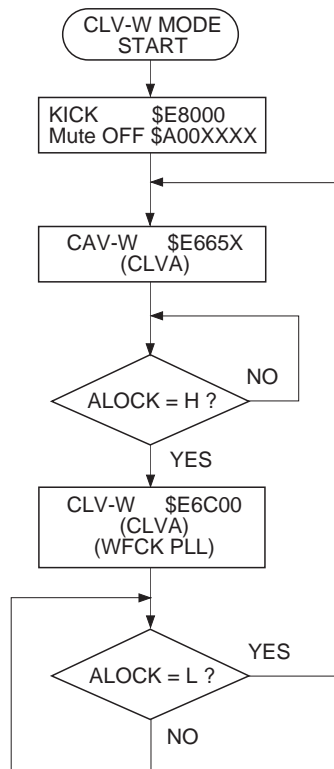 CLV-W MODE
START
KICK $E8000
Mute OFF $A00XXXX
CAV-W $E665X
(CLVA)
ALOCK = H ?
NO
YES
CLV-W $E6C00
(CLVA)
(WFCK PLL)
ALOCK = L ?
YES
NO